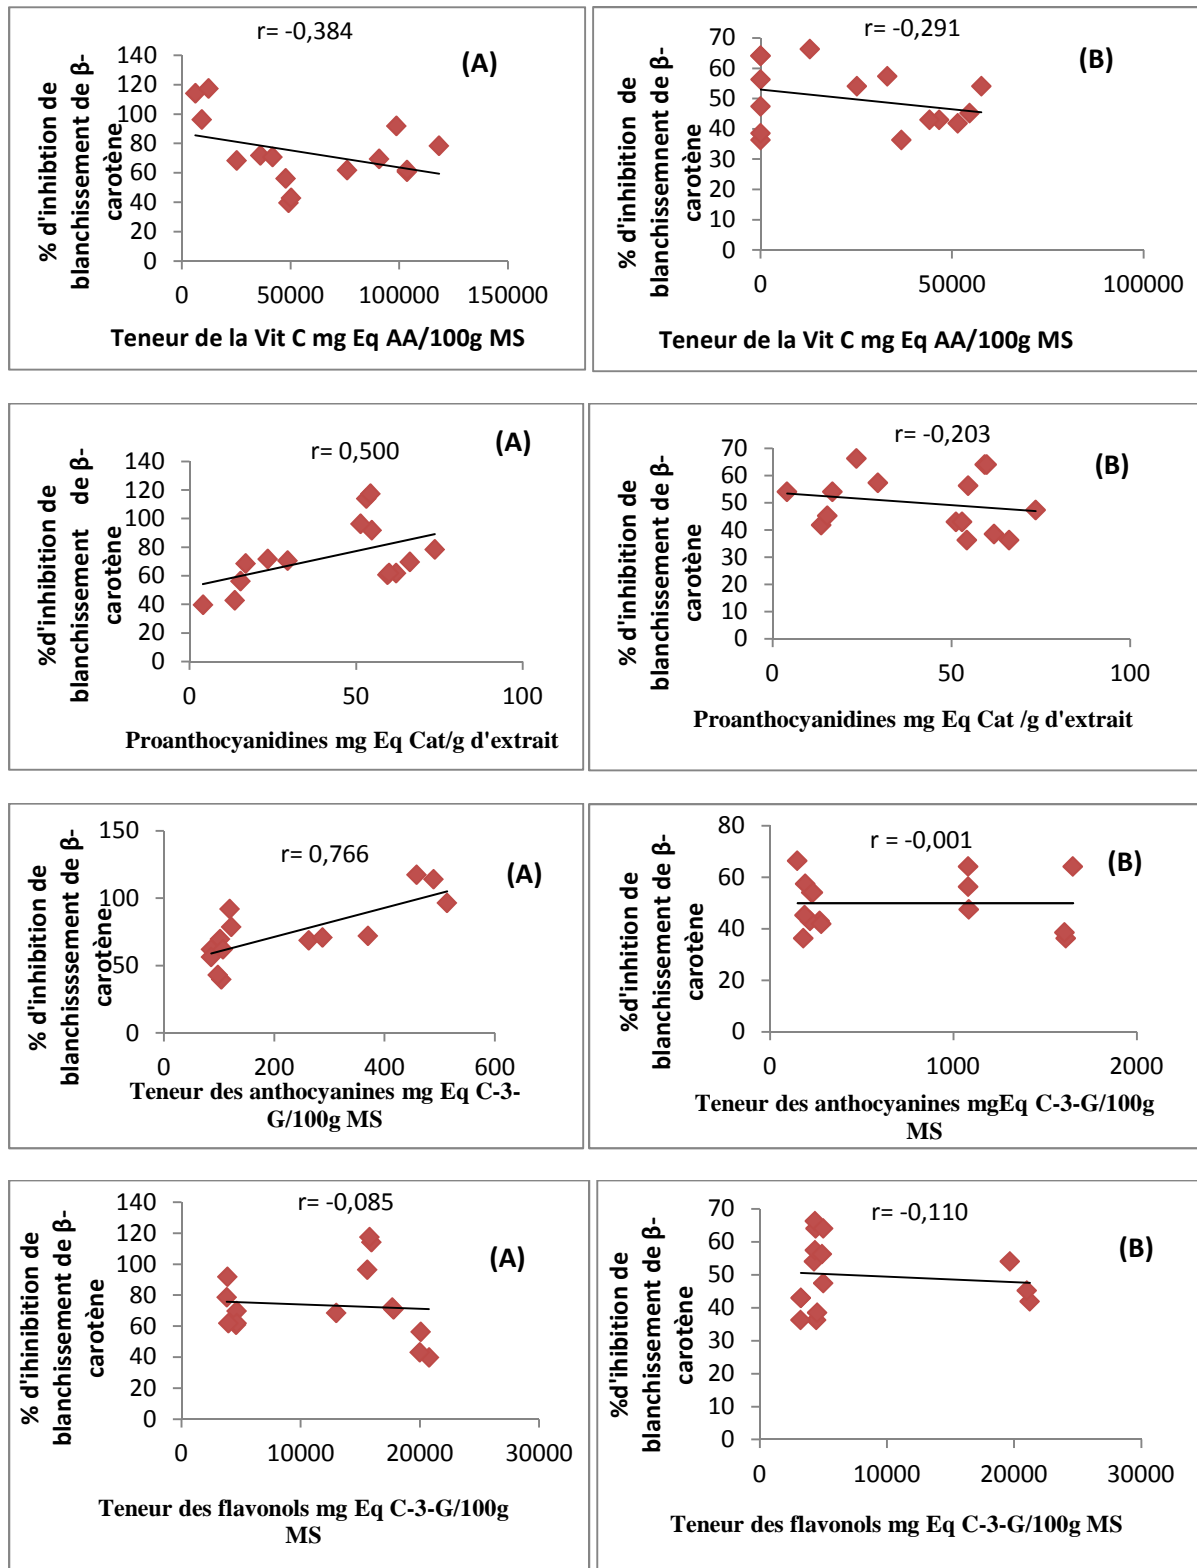 r= -0,384
(A)
% d'inhibtion de
blanchissement de β-
carotène
140
120
100
80
60
40
20
0
0 50000 100000 150000
Teneur de la Vit C mg Eq AA/100g MS
r= -0,291
(B)
% d'inhibition de
blanchissemnent de β-
carotène
70
60
50
40
30
20
10
0
0 50000 100000
Teneur de la Vit C mg Eq AA/100g MS
r= 0,500
(A)
%d'inhibition de
blanchissement de β-
carotène
140
120
100
80
60
40
20
0
0 50 100
Proanthocyanidines mg Eq Cat/g d'extrait
r= -0,203
(B)
% d'inhibition de
blanchissement de β-
carotène
70
60
50
40
30
20
10
0
0 50 100
Proanthocyanidines mg Eq Cat /g d'extrait
r= 0,766
(A)
% d'inhibition de
blanchisssement de β-
carotène
150
100
50
0
0 200 400 600
Teneur des anthocyanines mg Eq C-3-
G/100g MS
r = -0,001
(B)
%d'inhition de
blanchissement de β-
carotène
80
60
40
20
0
0 1000 2000
Teneur des anthocyanines mgEq C-3-G/100g
MS
r= -0,085
(A)
% d'ihinibition de
blanchissement de β-
carotène
140
120
100
80
60
40
20
0
0 10000 20000 30000
Teneur des flavonols mg Eq C-3-G/100g
MS
r= -0,110
(B)
%d'ihibition de
blanchissement de β-
carotène
70
60
50
40
30
20
10
0
0 10000 20000 30000
Teneur des flavonols mg Eq C-3-G/100g MS